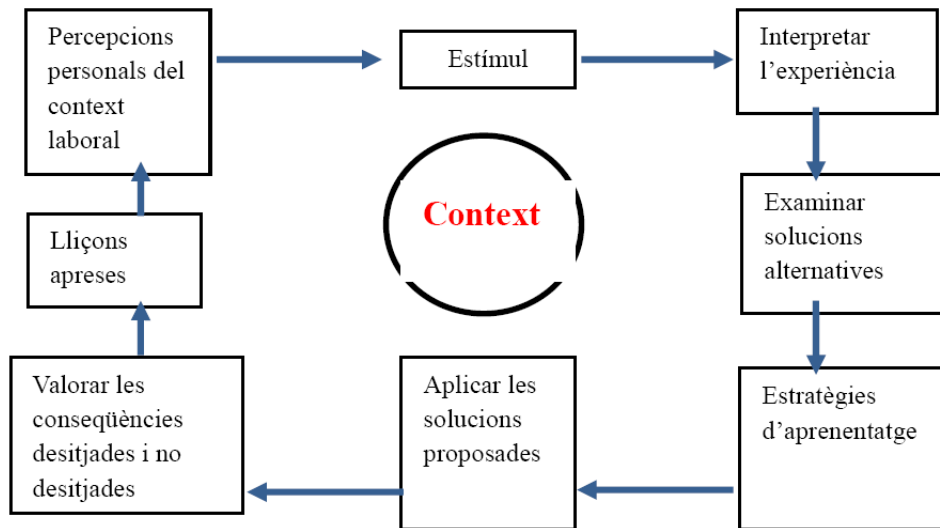 Percepcions
personals del
context
laboral
Estímul
Interpretar
l’experiència
Context
Examinar
solucions
alternatives
Lliçons
apreses
Valorar les
conseqüències
desitjades i no
desitjades
Aplicar les
solucions
proposades
Estratègies
d’aprenentatge